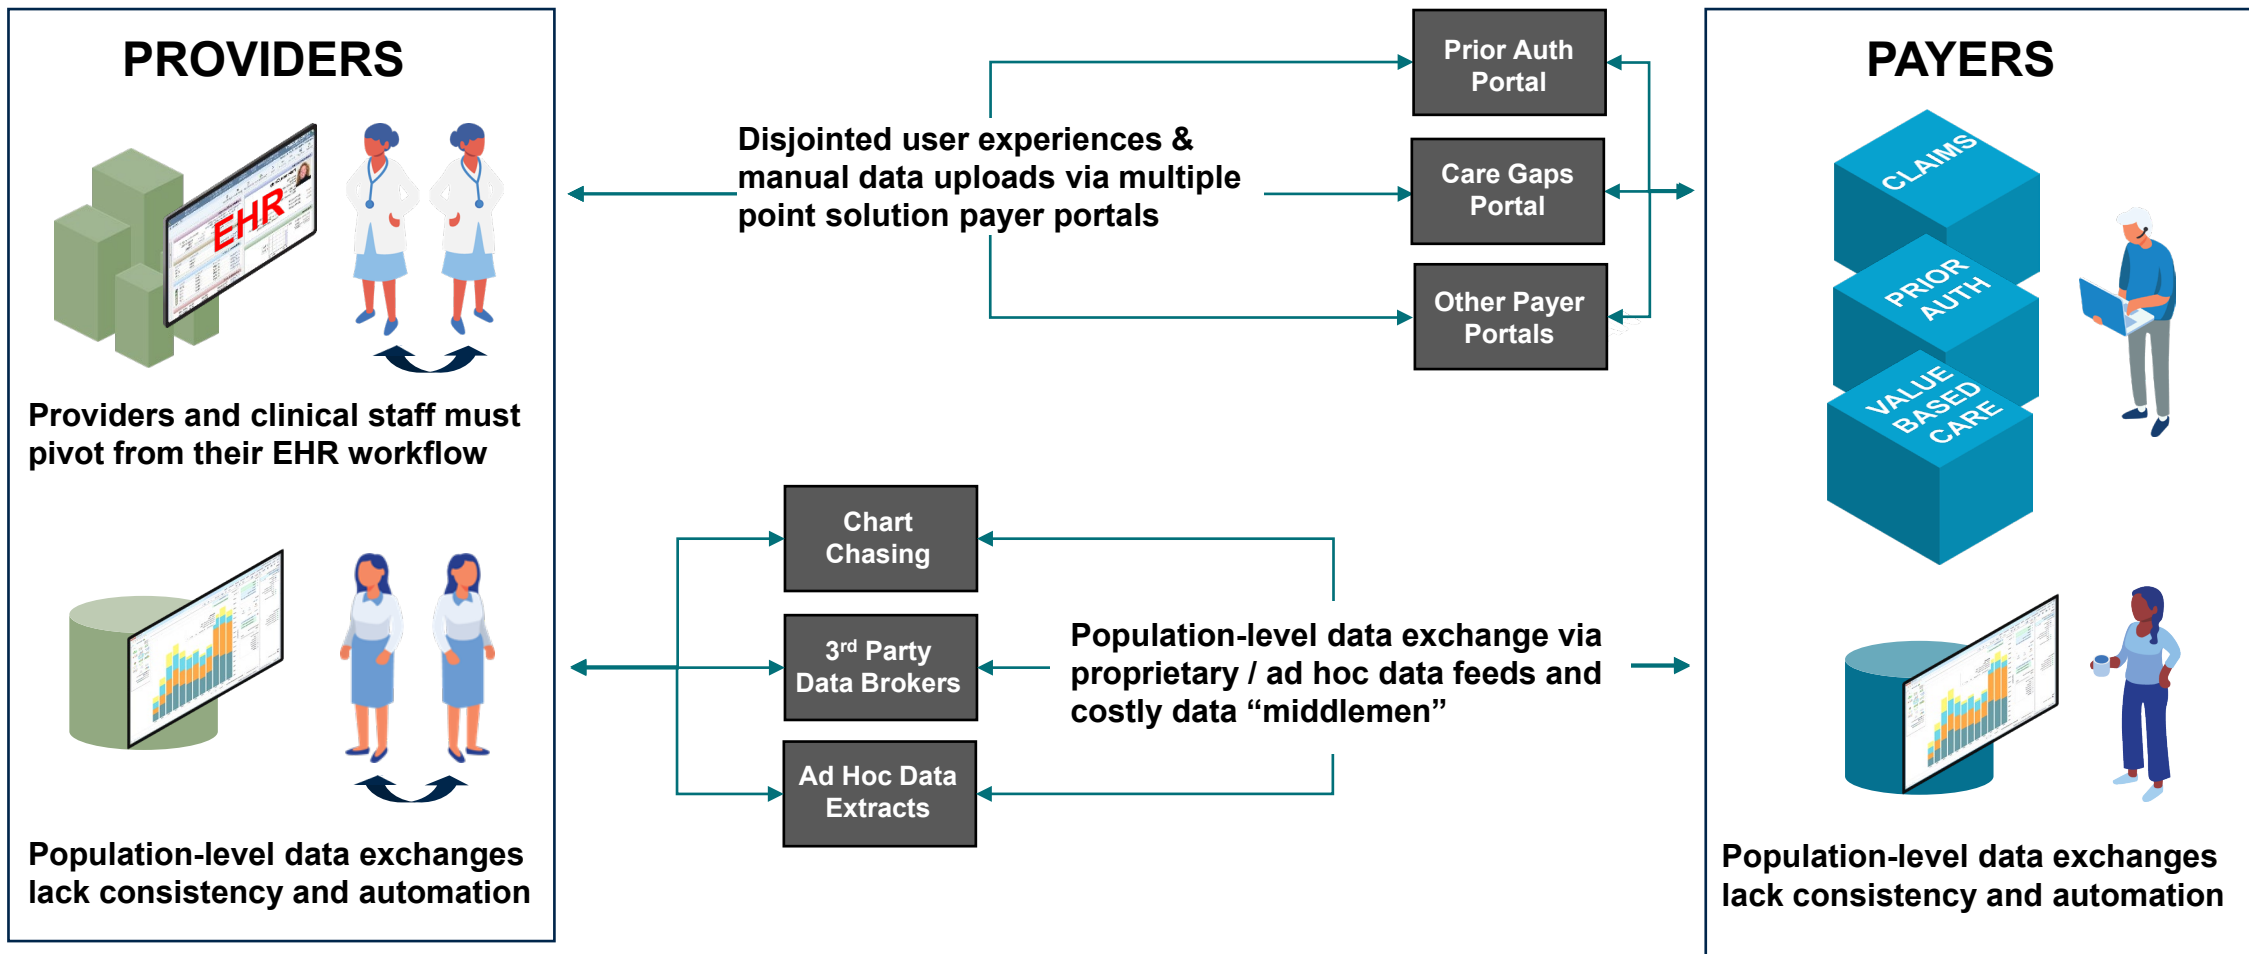 PROVIDERS
EHR
Providers and clinical staff must
pivot from their EHR workflow
Population-level data exchanges
lack consistency and automation
Disjointed user experiences &
manual data uploads via multiple
point solution payer portals
Prior Auth
Portal
Care Gaps
Portal
Other Payer
Portals
Chart
Chasing
3rd Party
Data Brokers
Ad Hoc Data
Extracts
Population-level data exchange via
proprietary / ad hoc data feeds and
costly data “middlemen”
PAYERS
CLAIMS
PRIOR
AUTH
VALUE
BASED
CARE
Population-level data exchanges
lack consistency and automation